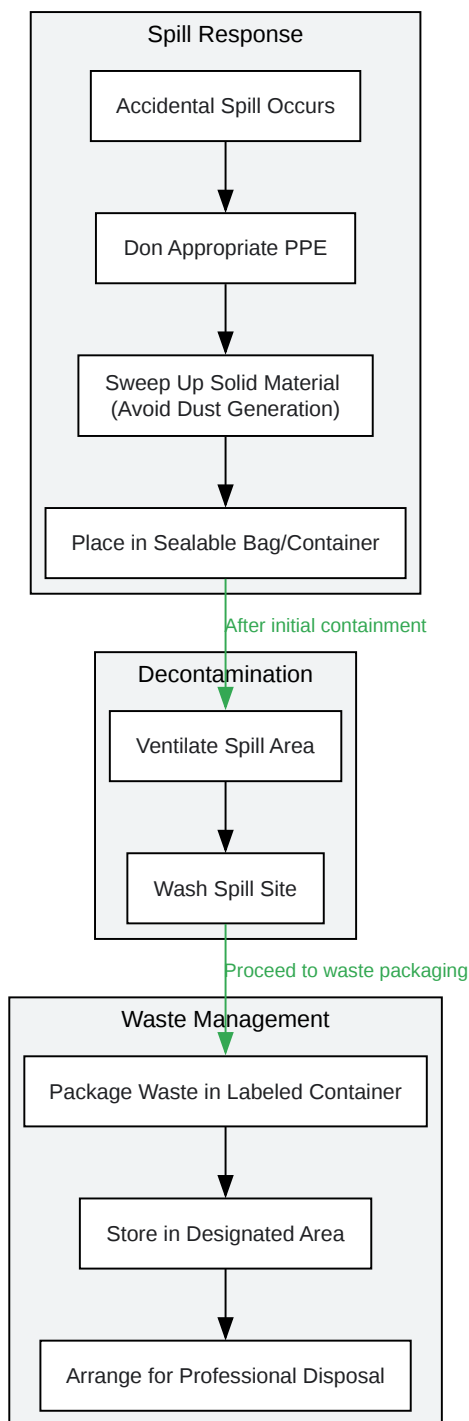 Spill Response
Accidental Spill Occurs
Don Appropriate PPE
Sweep Up Solid Material
(Avoid Dust Generation)
Place in Sealable Bag/Container
After initial containment
Decontamination
Ventilate Spill Area
Wash Spill Site
Proceed to waste packaging
Waste Management
Package Waste in Labeled Container
Store in Designated Area
Arrange for Professional Disposal